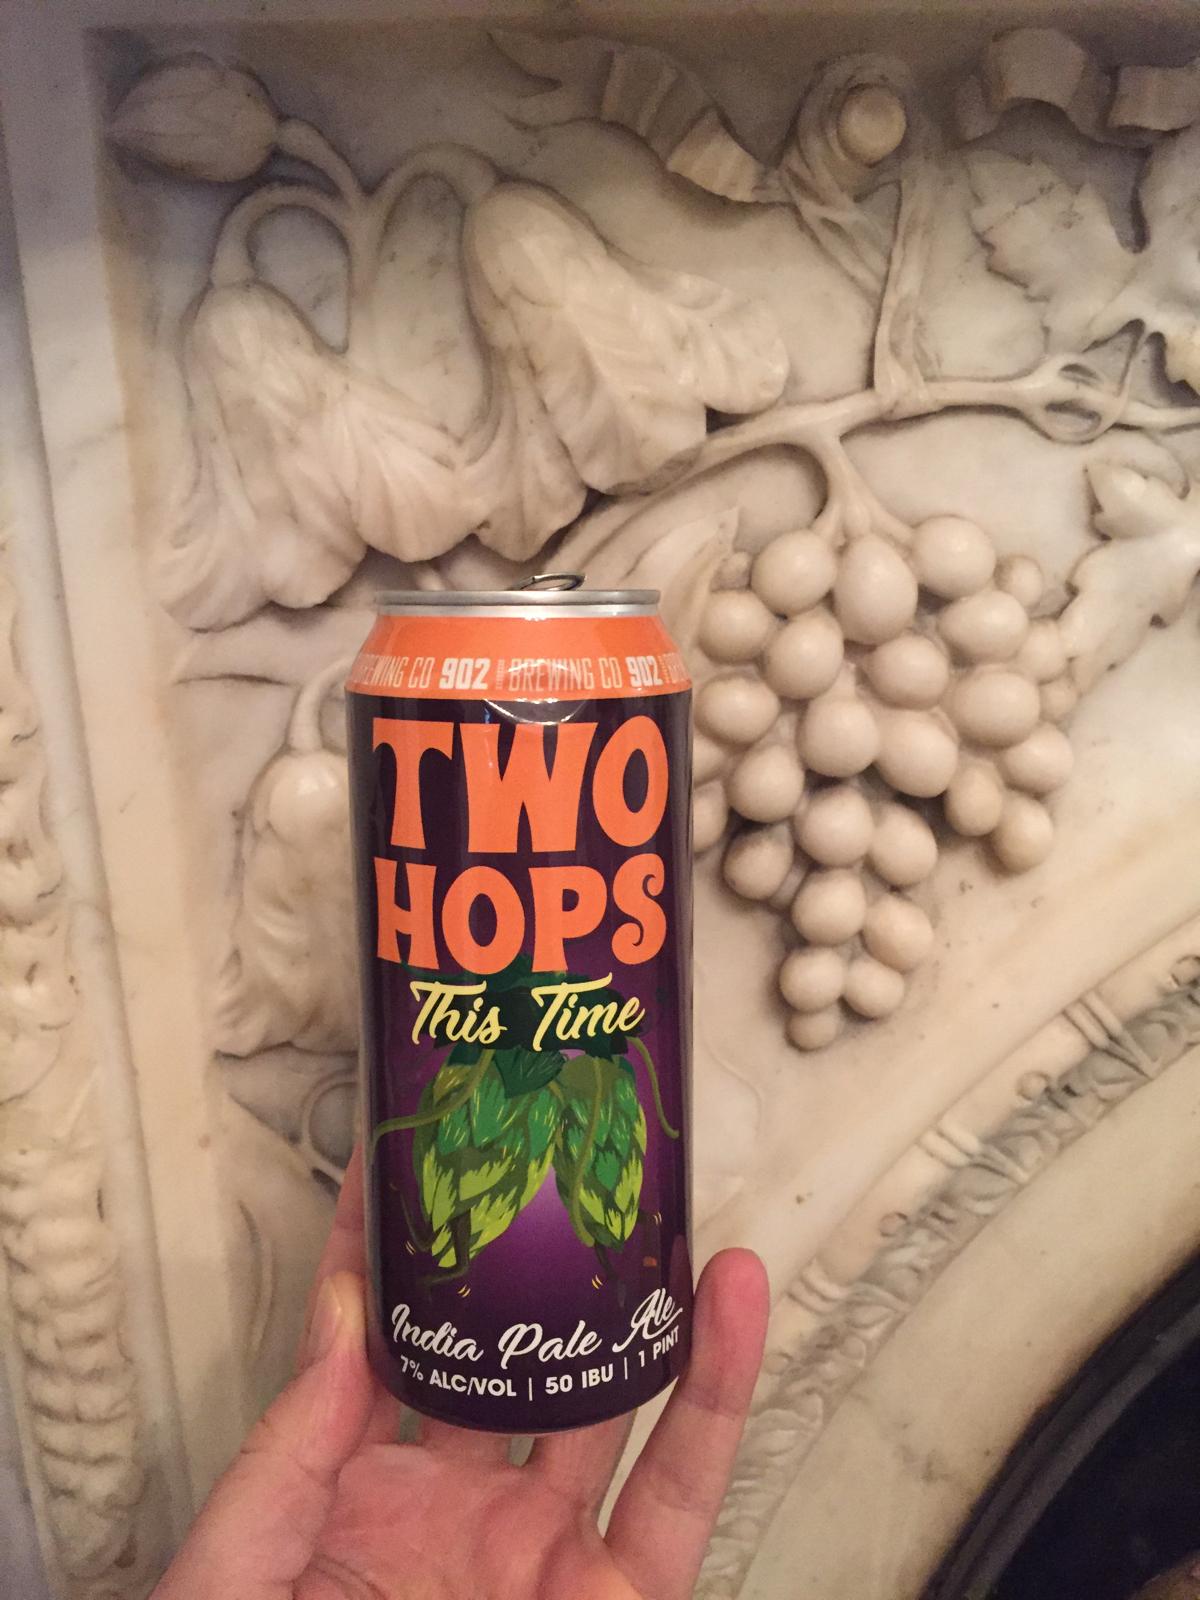 BREWING CO 902 BREWING CO 902
TWO
HOPS
This Time
India Pale Ale
7% ALC/VOL | 50 IBU | 1 PINT